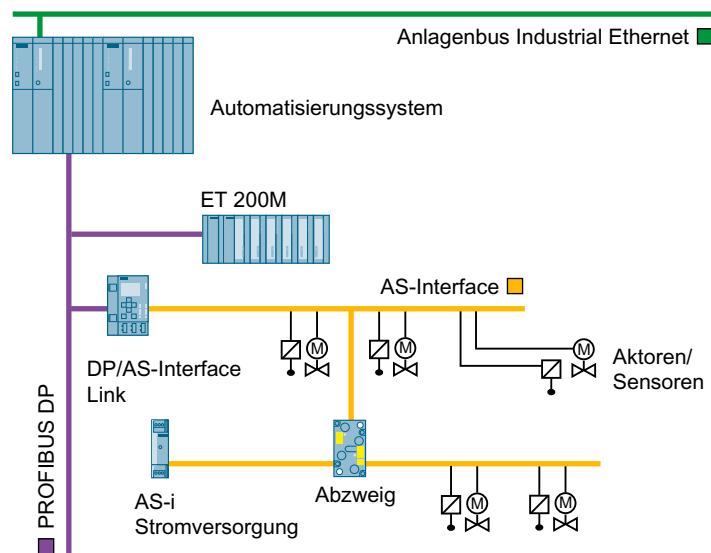 Anlagenbus Industrial Ethernet
Automatisierungssystem
ET 200M
AS-Interface
DP/AS-Interface
Link
M
M
M
Aktoren/
Sensoren
PROFIBUS DP
AS-i
Stromversorgung
Abzweig
M
M